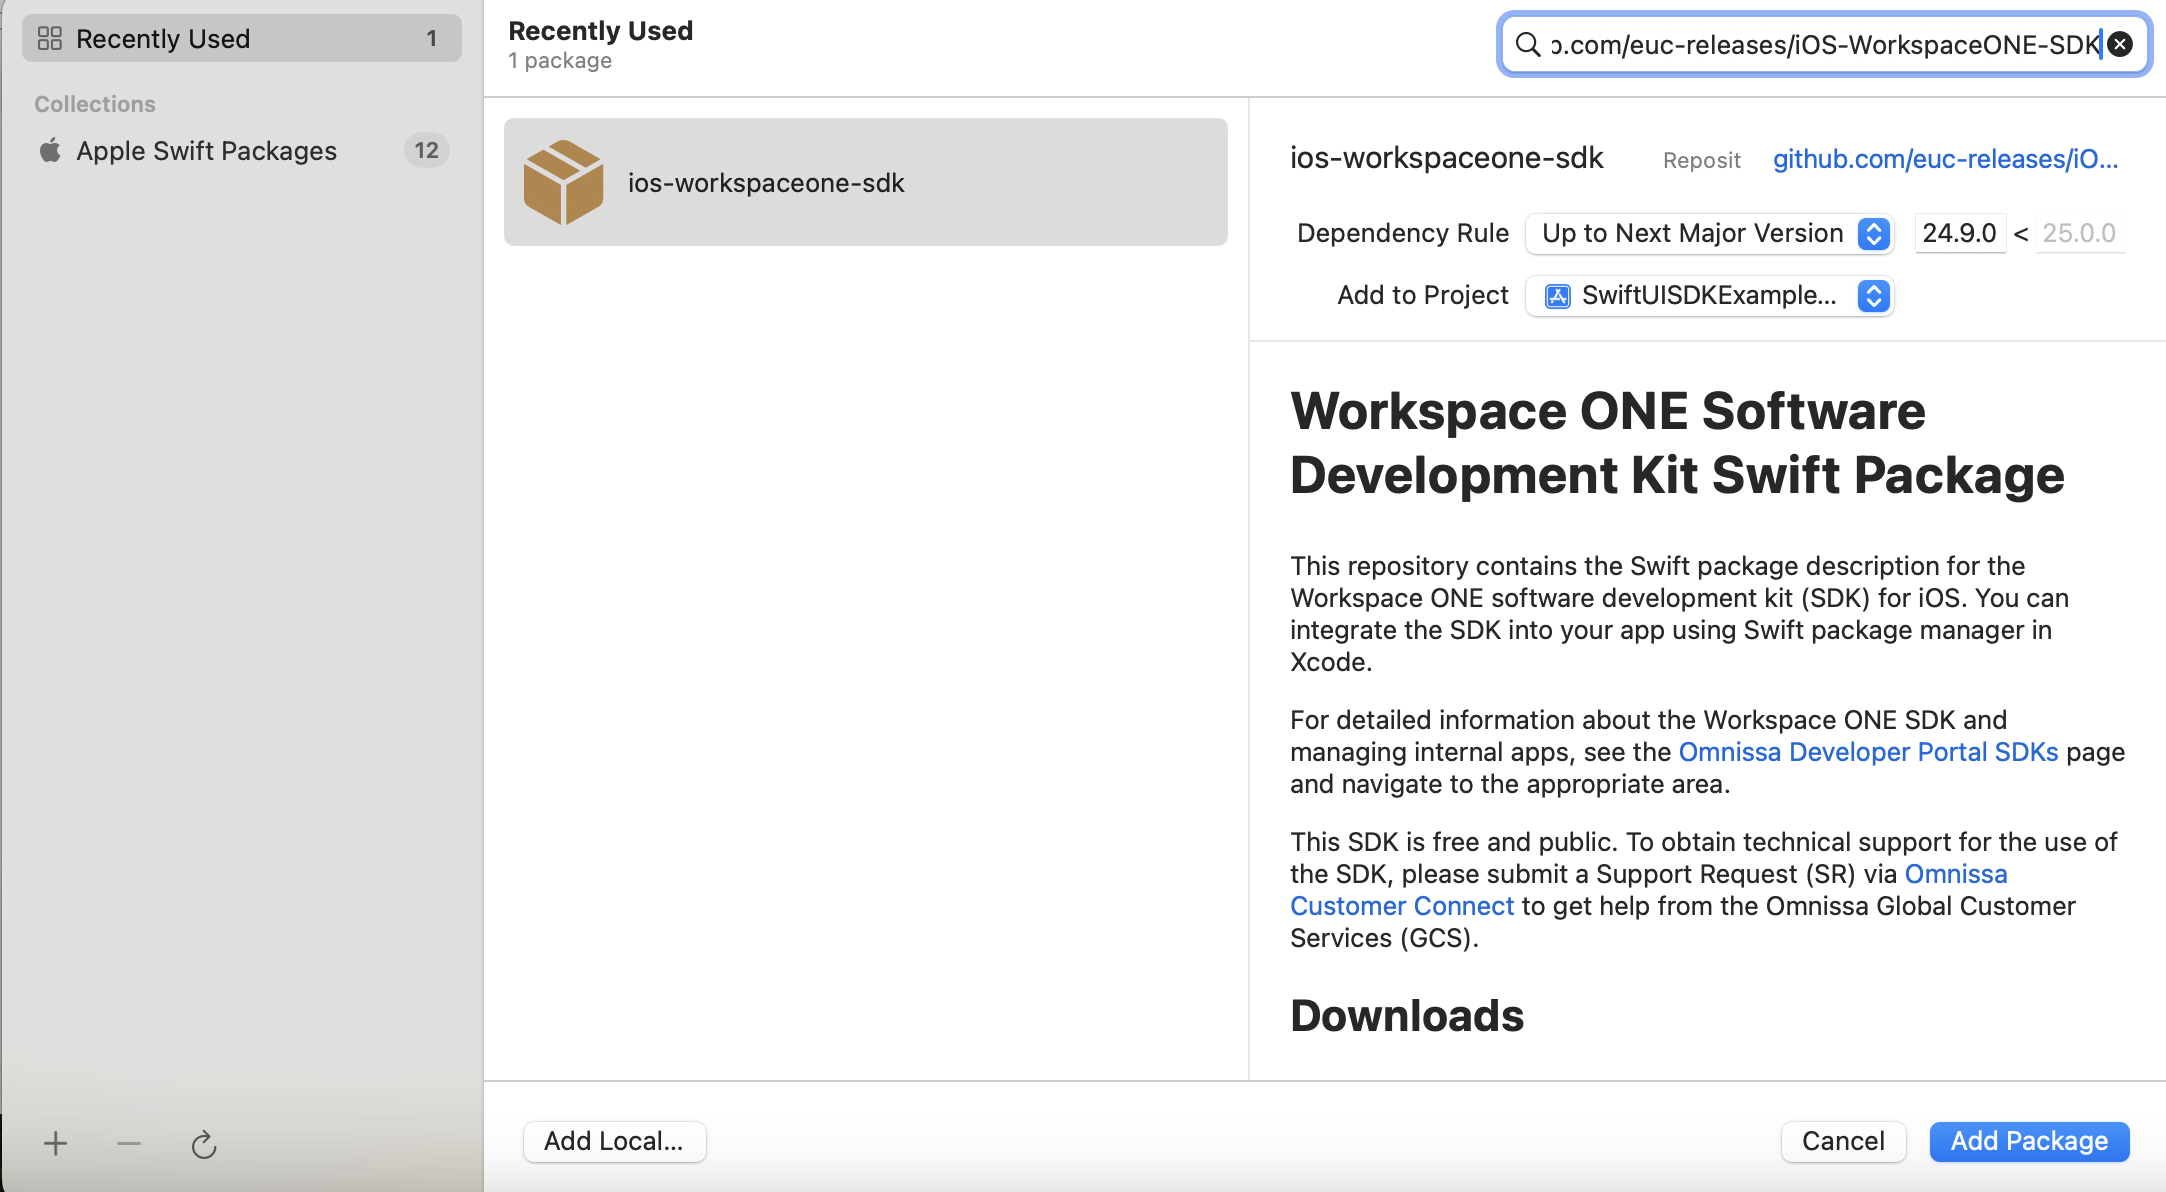 Recently Used 1
Collections
Apple Swift Packages 12
Recently Used
1 package
.com/euc-releases/iOS-WorkspaceONE-SDK
ios-workspaceone-sdk
ios-workspaceone-sdk Reposit github.com/euc-releases/iO...
Dependency Rule Up to Next Major Version 24.9.0 < 25.0.0
Add to Project SwiftUISDKExample...
Workspace ONE Software
Development Kit Swift Package
This repository contains the Swift package description for the
Workspace ONE software development kit (SDK) for iOS. You can
integrate the SDK into your app using Swift package manager in
Xcode.
For detailed information about the Workspace ONE SDK and
managing internal apps, see the Omnissa Developer Portal SDKs page
and navigate to the appropriate area.
This SDK is free and public. To obtain technical support for the use of
the SDK, please submit a Support Request (SR) via Omnissa
Customer Connect to get help from the Omnissa Global Customer
Services (GCS).
Downloads
Add Local...
Cancel
Add Package